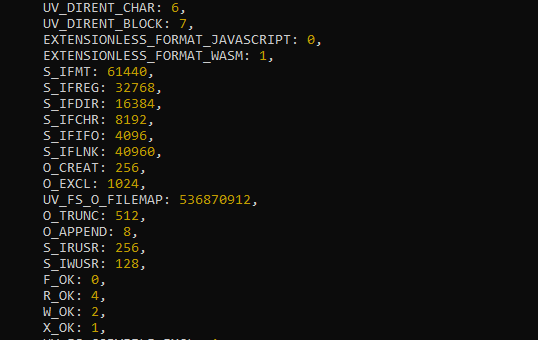 UV_DIRENT_CHAR: 6,
UV_DIRENT_BLOCK: 7,
EXTENSIONLESS_FORMAT_JAVASCRIPT: 0,
EXTENSIONLESS_FORMAT_WASM: 1,
S_IFMT: 61440,
S_IFREG: 32768,
S_IFDIR: 16384,
S_IFCHR: 8192,
S_IFIFO: 4096,
S_IFLNK: 40960,
O_CREAT: 256,
O_EXCL: 1024,
UV_FS_O_FILEMAP: 536870912,
O_TRUNC: 512,
O_APPEND: 8,
S_IRUSR: 256,
S_IWUSR: 128,
F_OK: 0,
R_OK: 4,
W_OK: 2,
X_OK: 1,